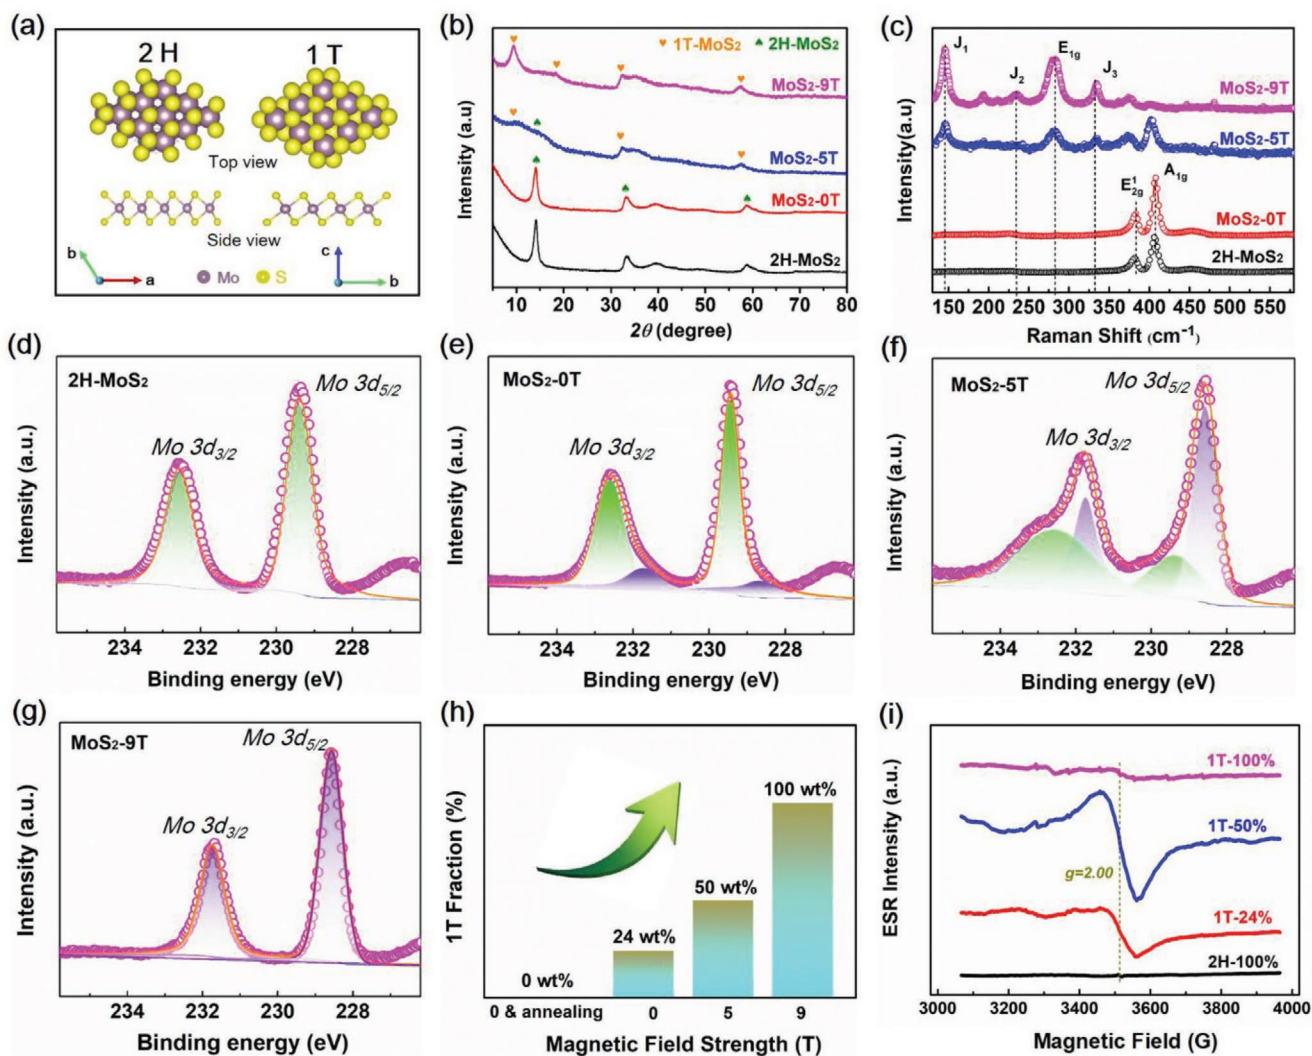 (a)
2 H
1 T
Top view
Side view
b
a
Mo
S
c
b
(b)
Intensity (a.u)
1T-MoS₂
2H-MoS₂
MoS₂-9T
MoS₂-5T
MoS₂-0T
2H-MoS₂
10 20 30 40 50 60 70 80
2θ (degree)
(c)
Intensity(a.u)
J₁
J₂
E₁g
J₃
MoS₂-9T
MoS₂-5T
E¹₂g
A₁g
MoS₂-0T
2H-MoS₂
150 200 250 300 350 400 450 500 550
Raman Shift (cm⁻¹)
(d)
2H-MoS₂
Mo 3d₅/₂
Mo 3d₃/₂
Intensity (a.u.)
234 232 230 228
Binding energy (eV)
(e)
MoS₂-0T
Mo 3d₅/₂
Mo 3d₃/₂
Intensity (a.u.)
234 232 230 228
Binding energy (eV)
(f)
MoS₂-5T
Mo 3d₅/₂
Mo 3d₃/₂
Intensity (a.u.)
234 232 230 228
Binding energy (eV)
(g)
MoS₂-9T
Mo 3d₅/₂
Mo 3d₃/₂
Intensity (a.u.)
234 232 230 228
Binding energy (eV)
(h)
1T Fraction (%)
0 wt%
24 wt%
50 wt%
100 wt%
0 & annealing 0 5 9
Magnetic Field Strength (T)
(i)
ESR Intensity (a.u.)
1T-100%
1T-50%
g=2.00
1T-24%
2H-100%
3000 3200 3400 3600 3800 4000
Magnetic Field (G)